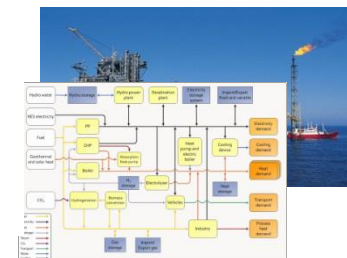 Hydro water
Hydro storage
Hydro power
plant
Desalination
plant
Electricity
storage
system
Import/Export
fixed and variable
RES electricity
PP
Electricity
demand
Fuel
CHP
Heat
pump and
electric
boiler
Cooling
device
Cooling
demand
Geothermal
and solar heat
Absorption
heat pump
Boiler
Heat
demand
H₂
storage
Electrolyser
Heat
storage
CO₂
Hydrogenation
Biomass
conversion
Vehicles
Transport
demand
Industry
Process
heat
demand
Gas
storage
Import/
Export gas